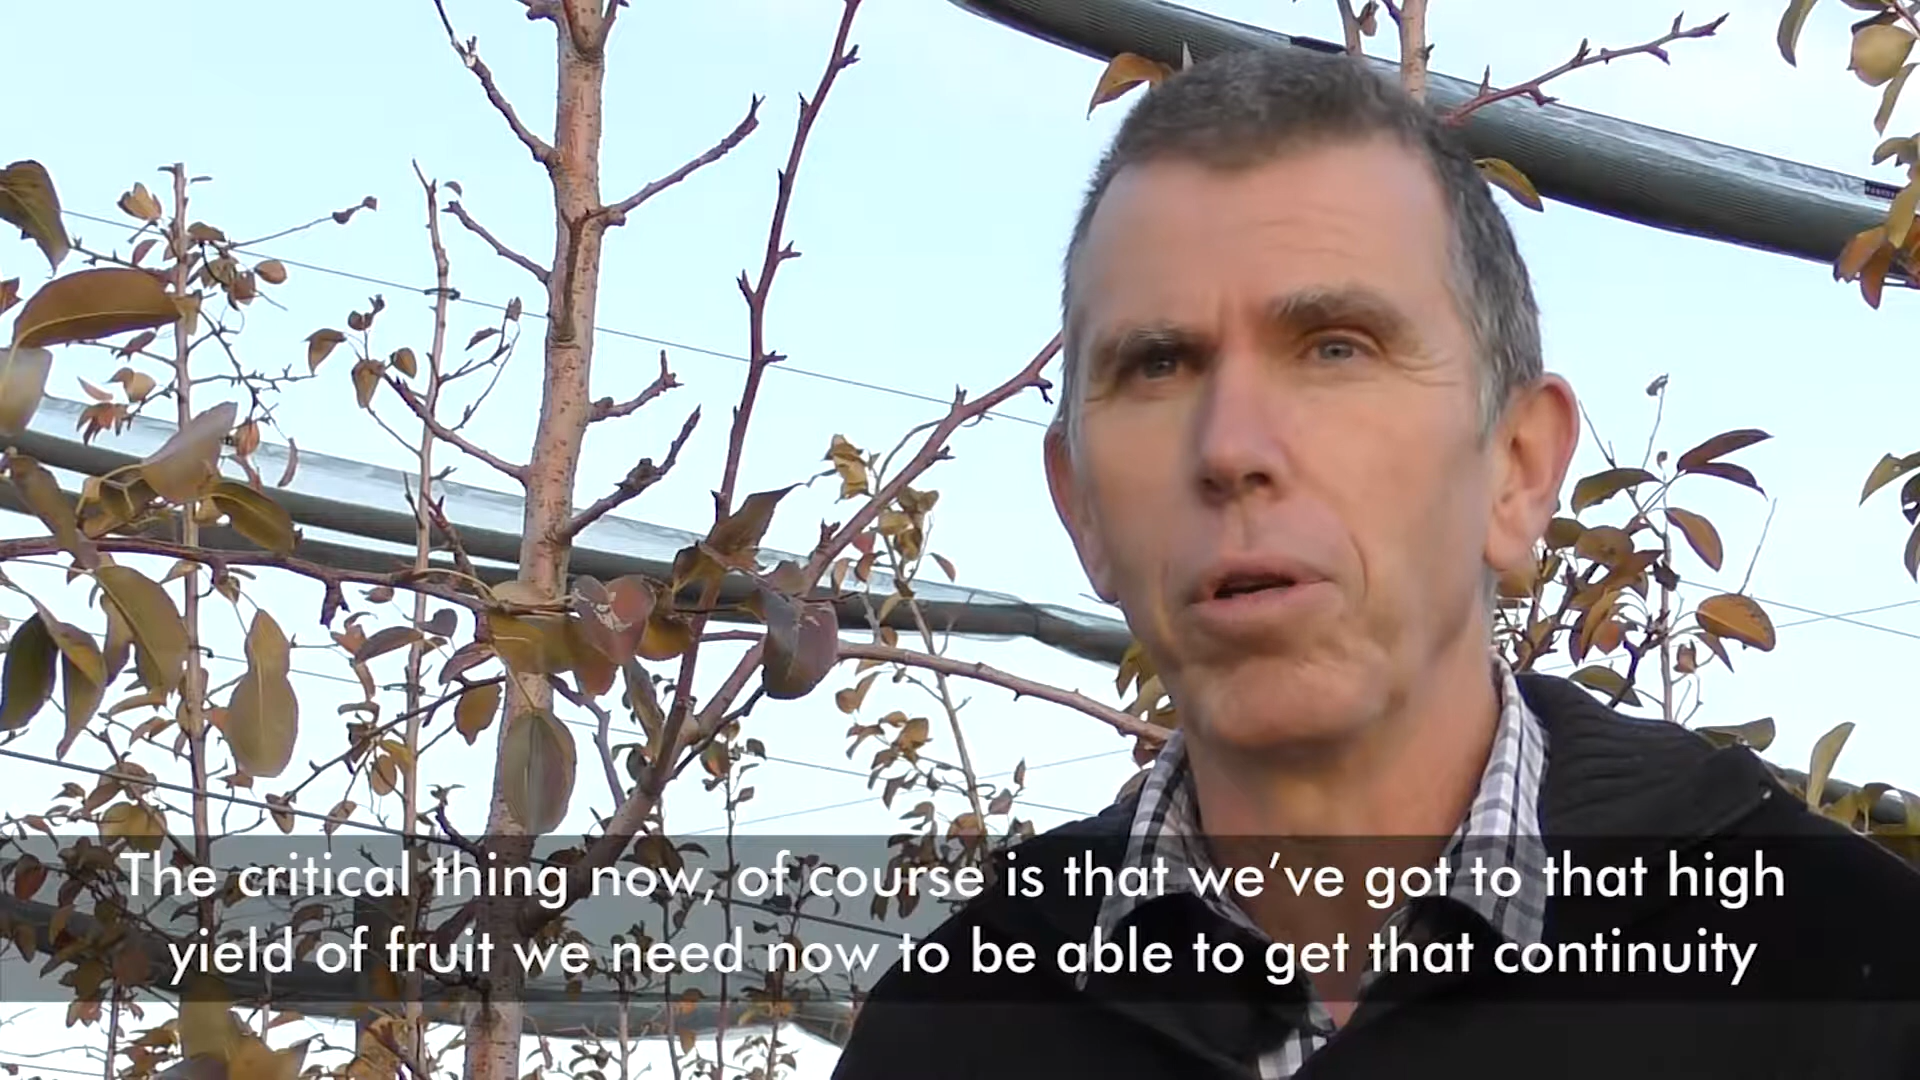 The critical thing now, of course is that we've got to that high
yield of fruit we need now to be able to get that continuity